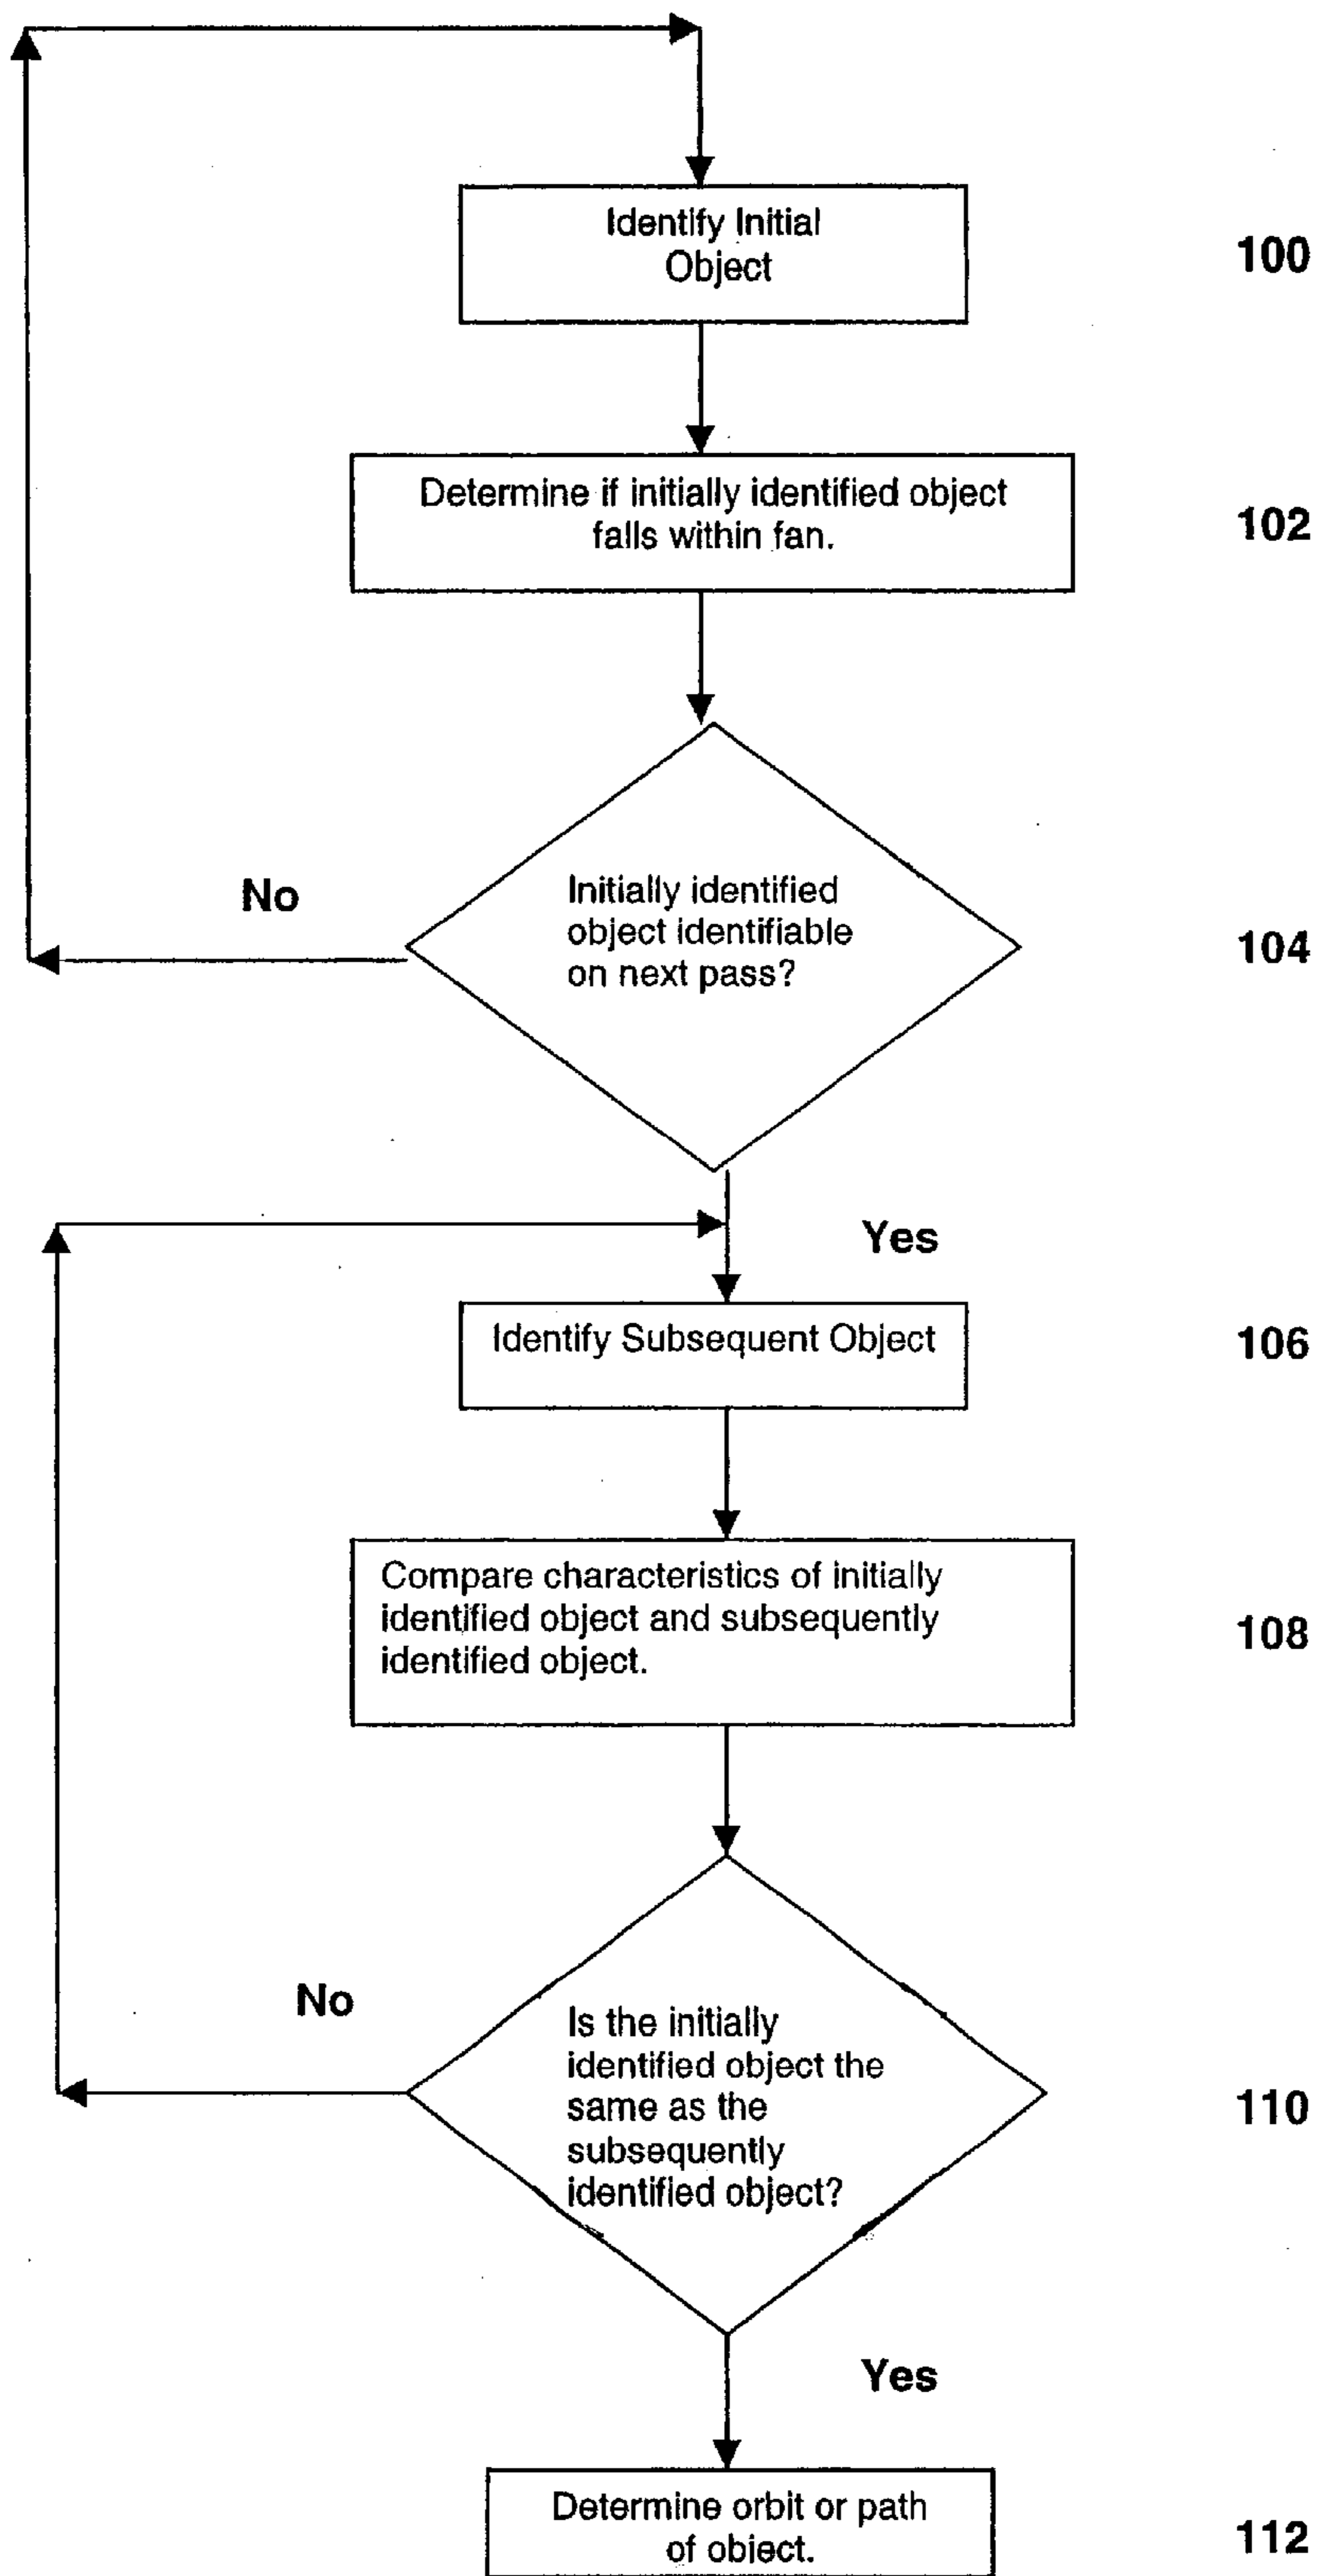 Identify Initial
Object
100
Determine if initially identified object
falls within fan.
102
No
Initially identified
object identifiable
on next pass?
104
Yes
Identify Subsequent Object
106
Compare characteristics of initially
identified object and subsequently
identified object.
108
No
Is the initially
identified object the
same as the
subsequently
identified object?
110
Yes
Determine orbit or path
of object.
112